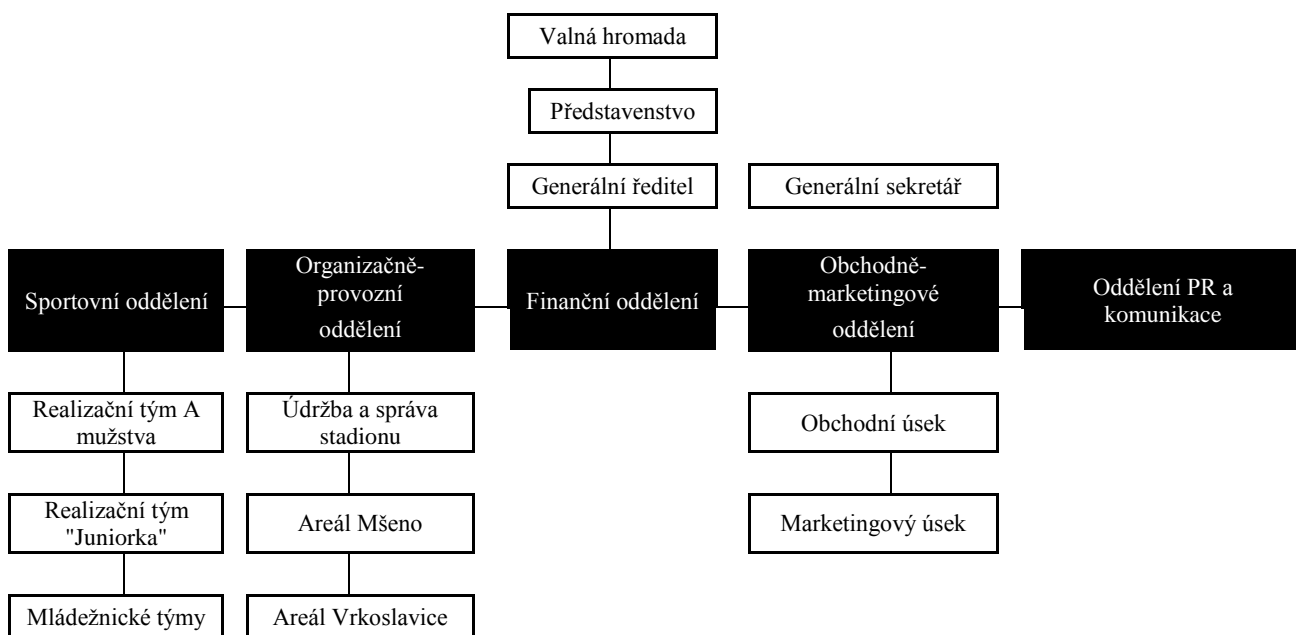 Valná hromada
Představenstvo
Generální ředitel
Generální sekretář
Sportovní oddělení
Organizačně-
provozní
oddělení
Finanční oddělení
Obchodně-
marketingové
oddělení
Oddělení PR a
komunikace
Realizační tým A
mužstva
Údržba a správa
stadionu
Obchodní úsek
Realizační tým
"Juniorka"
Areál Mšeno
Marketingový úsek
Mládežnické týmy
Areál Vrkoslavice